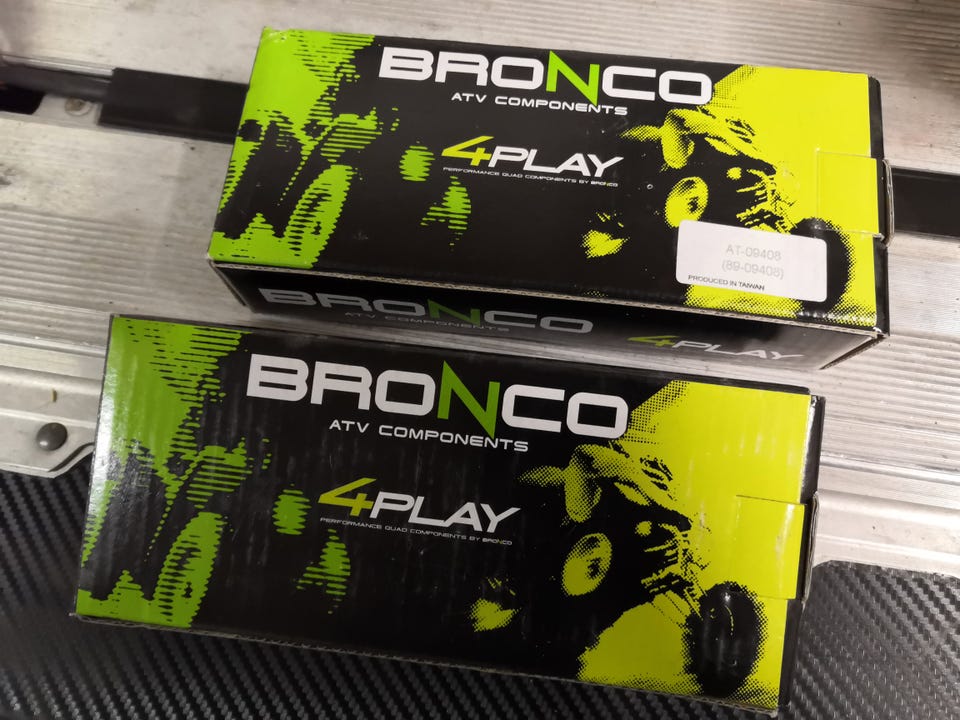 BRONCO
ATV COMPONENTS
4PLAY
PERFORMANCE QUAD COMPONENTS BY BRONCO
AT-09408
(89-09408)
PRODUCED IN TAIWAN
BRONCO
ATV COMPONENTS
4PLAY
BRONCO
ATV COMPONENTS
4PLAY
PERFORMANCE QUAD COMPONENTS BY BRONCO